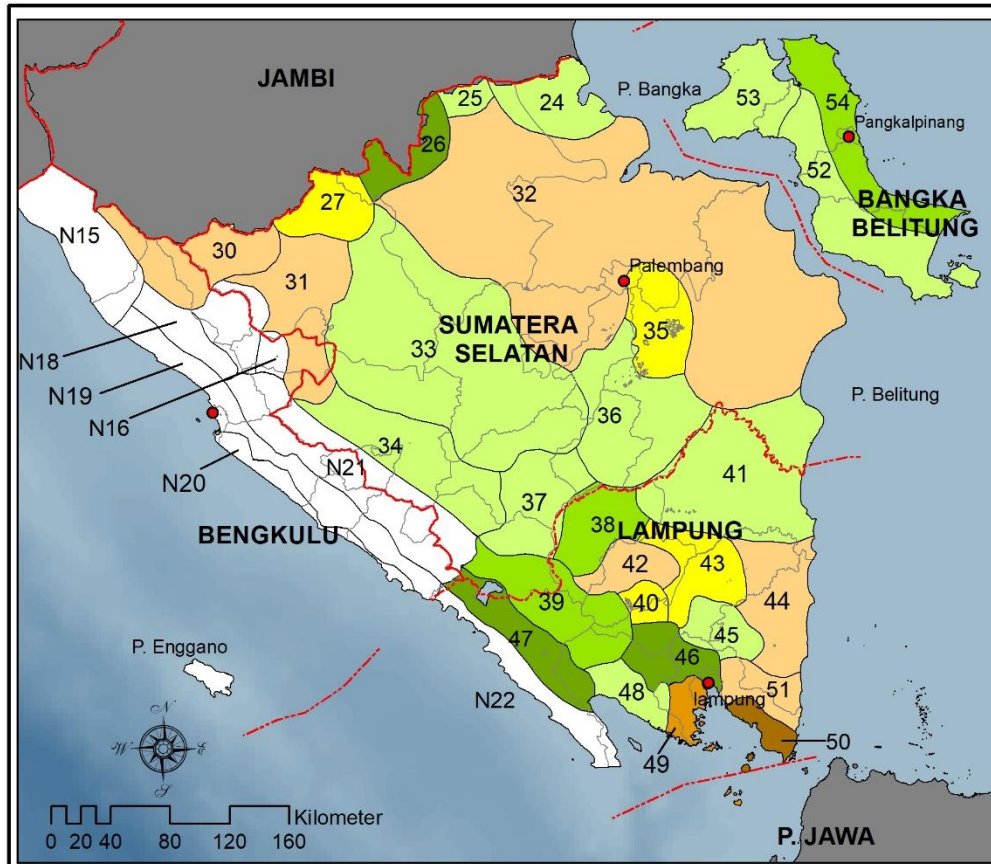 JAMBI
P. Bangka
53
54
Pangkalpinang
52
BANGKA
BELITUNG
25
24
26
27
32
N15
30
31
Palembang
N18
SUMATERA
33
SELATAN
35
N19
N16
36
P. Belitung
34
N20
N21
41
BENGKULU
37
38
LAMPUNG
42
43
39
40
44
45
47
46
P. Enggano
48
51
N22
lampung
50
49
N
W
E
S
Kilometer
0 20 40 80 120 160
P. JAWA